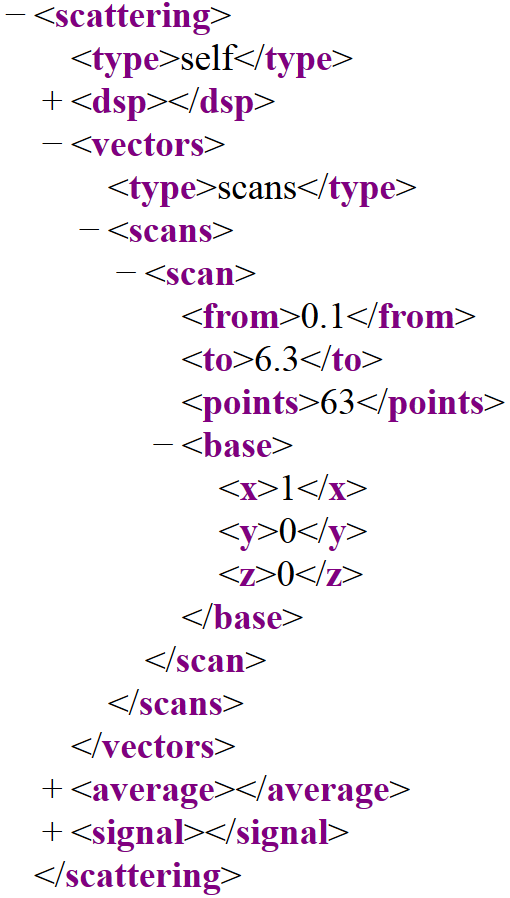 − <scattering>
<type>self</type>
+ <dsp></dsp>
− <vectors>
<type>scans</type>
− <scans>
− <scan>
<from>0.1</from>
<to>6.3</to>
<points>63</points>
− <base>
<x>1</x>
<y>0</y>
<z>0</z>
</base>
</scan>
</scans>
</vectors>
+ <average></average>
+ <signal></signal>
</scattering>